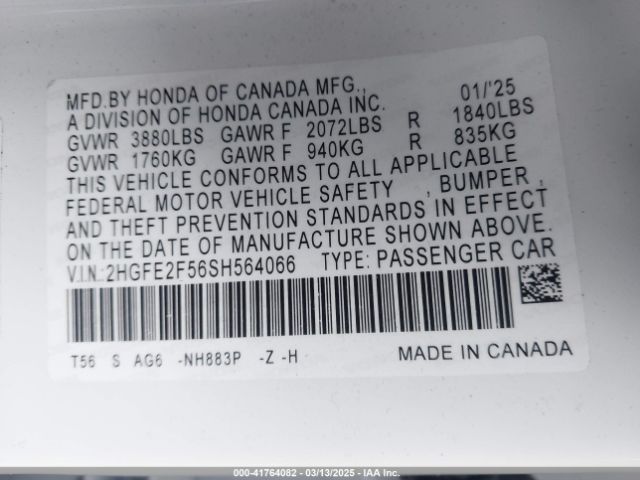 MFD.BY HONDA OF CANADA MFG., 01/'25
A DIVISION OF HONDA CANADA INC.
GVWR 3880LBS GAWR F 2072LBS R 1840LBS
GVWR 1760KG GAWR F 940KG R 835KG
THIS VEHICLE CONFORMS TO ALL APPLICABLE
FEDERAL MOTOR VEHICLE SAFETY , BUMPER ,
AND THEFT PREVENTION STANDARDS IN EFFECT
ON THE DATE OF MANUFACTURE SHOWN ABOVE.
V.I.N.:2HGFE2F56SH564066 TYPE: PASSENGER CAR
T56 S AG6 -NH883P -Z -H MADE IN CANADA
000-41764082 / 03/13/2025 - IAA Inc.